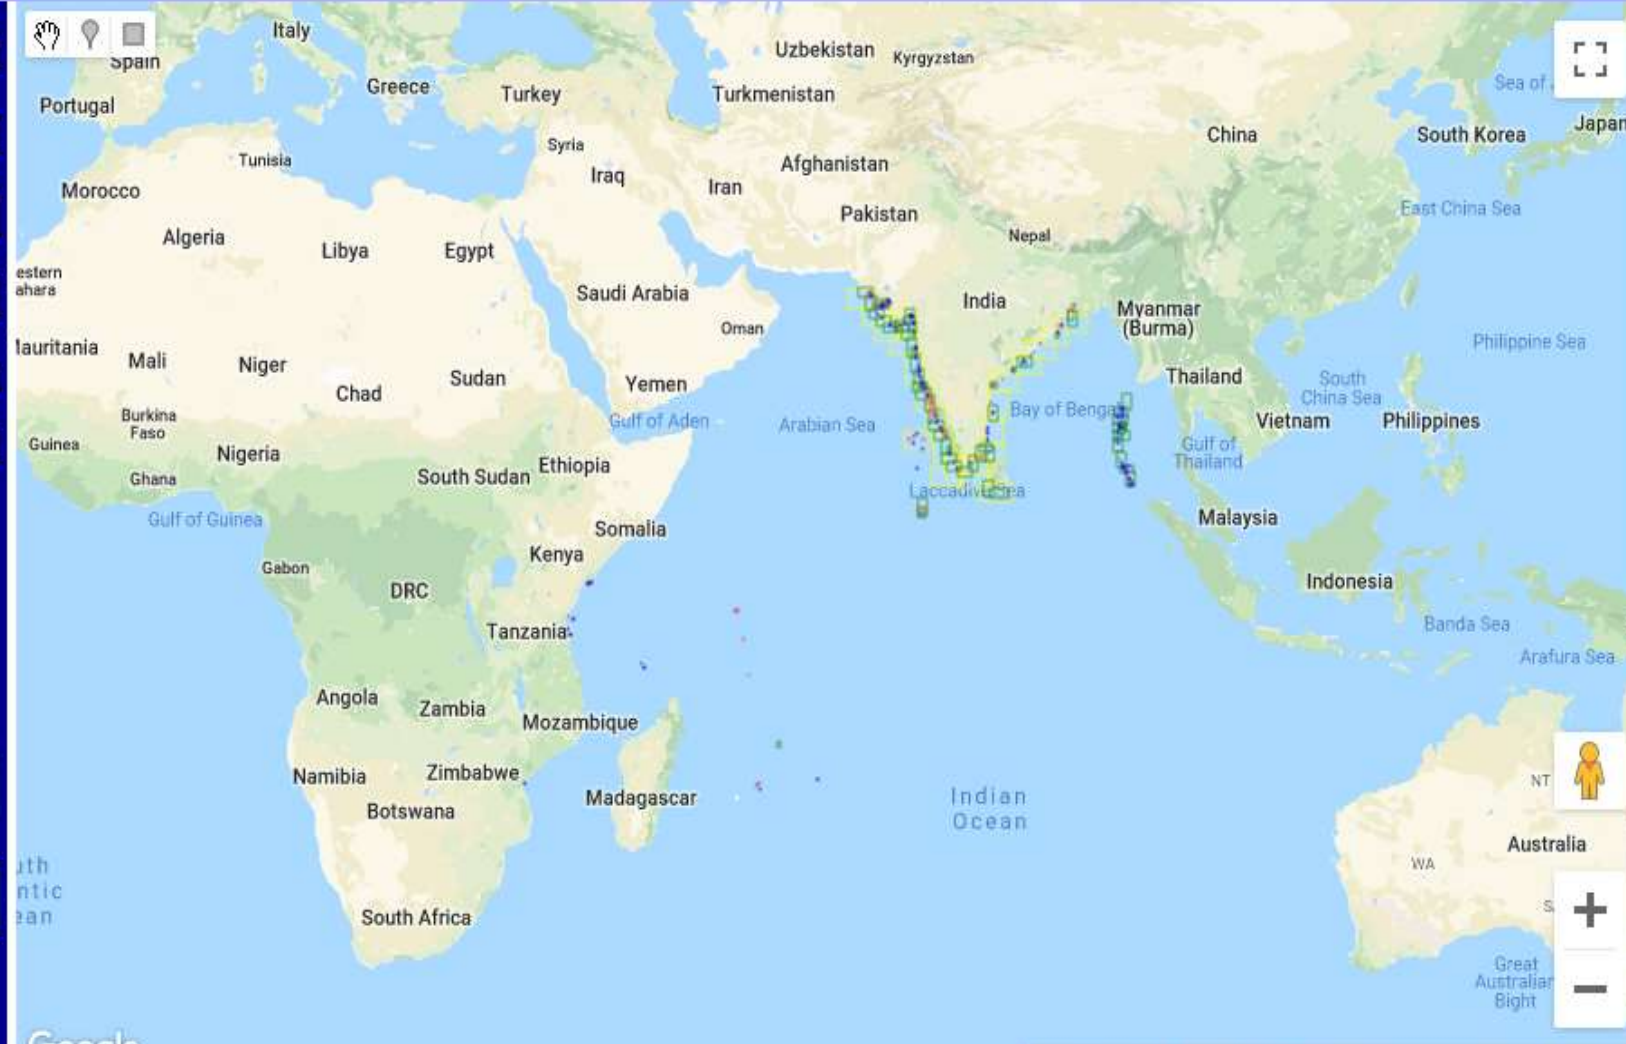 Italy
Spain
Portugal
Greece
Turkey
Uzbekistan
Kyrgyzstan
Turkmenistan
Sea of
China
South Korea
Japan
Tunisia
Syria
Iraq
Iran
Afghanistan
Morocco
Pakistan
Nepal
East China Sea
Algeria
Libya
Egypt
estern
ahara
Saudi Arabia
Oman
India
Myanmar
(Burma)
Philippine Sea
Mauritania
Mali
Niger
Chad
Sudan
Yemen
Thailand
South
China Sea
Burkina
Faso
Gulf of Aden
Arabian Sea
Bay of Bengal
Vietnam
Philippines
Guinea
Nigeria
Ghana
South Sudan
Ethiopia
Gulf of
Thailand
Laccadive Sea
Gulf of Guinea
Somalia
Malaysia
Kenya
Gabon
DRC
Indonesia
Tanzania
Banda Sea
Arafura Sea
Angola
Zambia
Mozambique
Namibia
Zimbabwe
Botswana
Madagascar
Indian
Ocean
NT
Australia
WA
uth
ntic
ean
South Africa
S
Great
Australian
Bight
Google